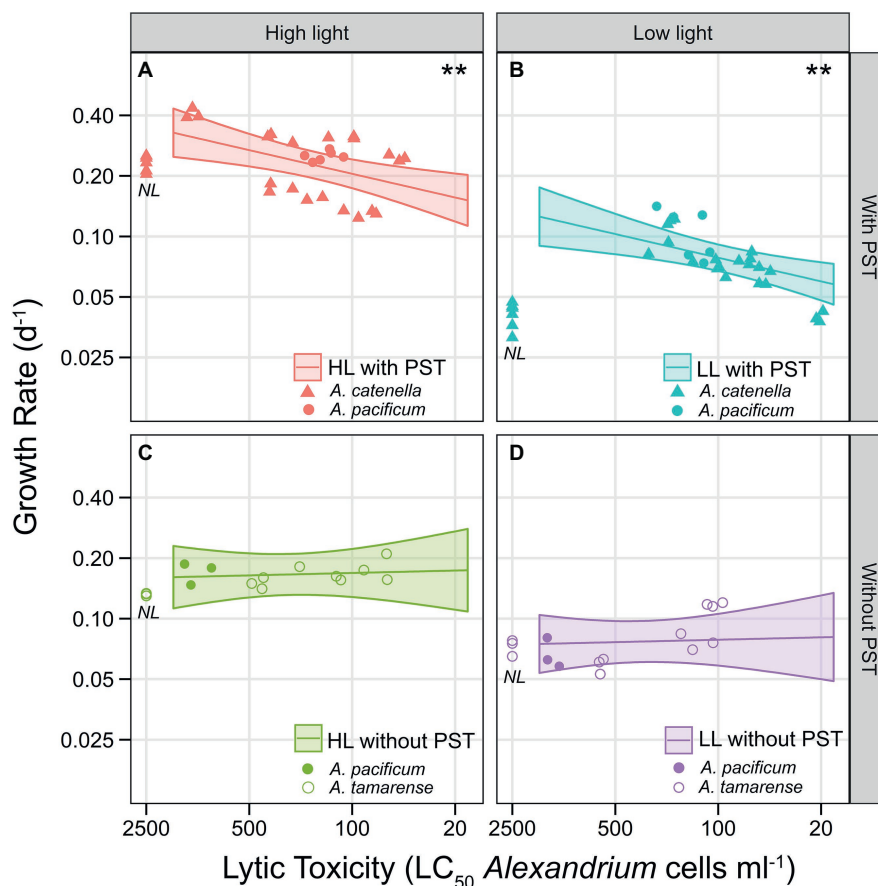 High light
Low light
A
**
B
**
0.40
0.20
0.10
0.05
0.025
NL
NL
HL with PST
A. catenella
A. pacificum
LL with PST
A. catenella
A. pacificum
With PST
Growth Rate (d⁻¹)
C
D
0.40
0.20
0.10
0.05
0.025
NL
NL
HL without PST
A. pacificum
A. tamarense
LL without PST
A. pacificum
A. tamarense
Without PST
2500 500 100 20 2500 500 100 20
Lytic Toxicity (LC₅₀ Alexandrium cells ml⁻¹)